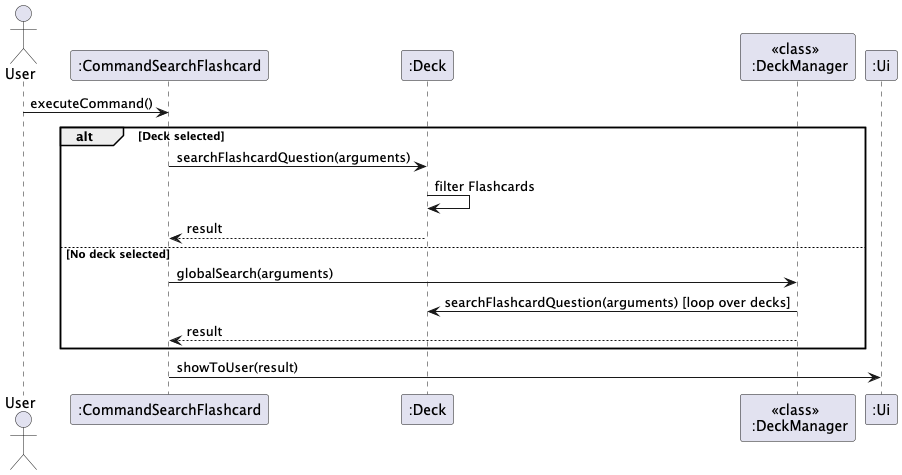 User
:CommandSearchFlashcard
:Deck
«class»
:DeckManager
:Ui
executeCommand()
alt
[Deck selected]
searchFlashcardQuestion(arguments)
filter Flashcards
result
[No deck selected]
globalSearch(arguments)
searchFlashcardQuestion(arguments) [loop over decks]
result
showToUser(result)
User
:CommandSearchFlashcard
:Deck
«class»
:DeckManager
:Ui